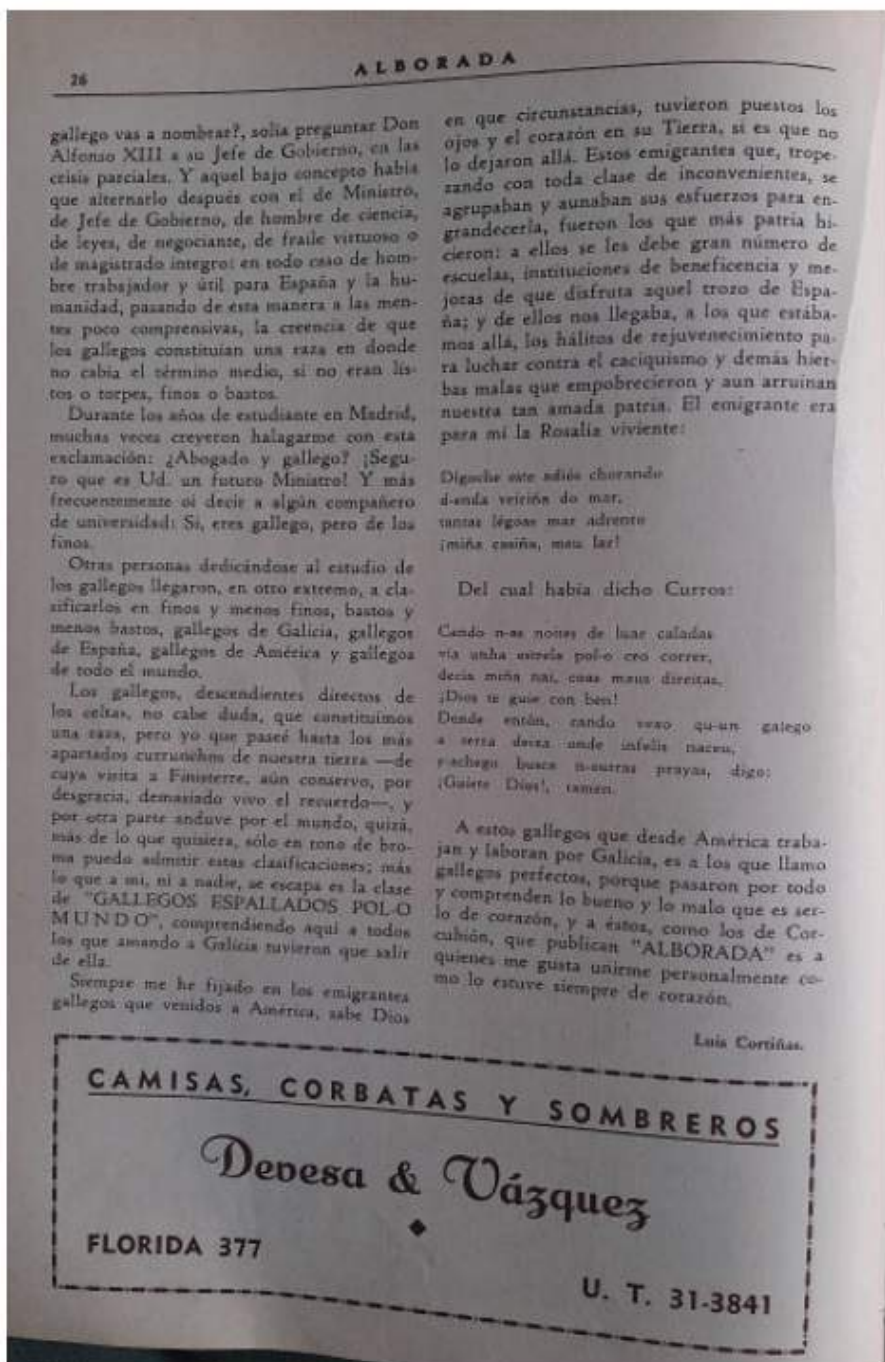 26
ALBORADA
gallego vas a nombrar?, solía preguntar Don
Alfonso XIII a su Jefe de Gobierno, en las
crisis parciales. Y aquel bajo concepto había
que alternarlo después con el de Ministro,
de Jefe de Gobierno, de hombre de ciencia,
de leyes, de negociante, de fraile virtuoso o
de magistrado íntegro: en todo caso de hom-
bre trabajador y útil para España y la hu-
manidad, pasando de esta manera a las men-
tes poco comprensivas, la creencia de que
los gallegos constituían una raza en donde
no cabía el término medio, si no eran lis-
tos o torpes, finos o bastos.
Durante los años de estudiante en Madrid,
muchas veces creyeron halagarme con esta
exclamación: ¿Abogado y gallego? ¡Segu-
ro que es Ud. un futuro Ministro! Y más
frecuentemente oí decir a algún compañero
de universidad: Sí, eres gallego, pero de los
finos.
Otras personas dedicándose al estudio de
los gallegos llegaron, en otro extremo, a cla-
sificarlos en finos y menos finos, bastos y
menos bastos, gallegos de Galicia, gallegos
de España, gallegos de América y gallegos
de todo el mundo.
Los gallegos, descendientes directos de
los celtas, no cabe duda, que constituimos
una raza, pero yo que paseé hasta los más
apartados currunchos de nuestra tierra —de
cuya visita a Finisterre, aún conservo, por
desgracia, demasiado vivo el recuerdo—, y
por otra parte anduve por el mundo, quizá,
más de lo que quisiera, sólo en tono de bro-
ma puedo admitir estas clasificaciones; más
lo que a mí, ni a nadie, se escapa es la clase
de "GALLEGOS ESPALLADOS POL-O
MUNDO", comprendiendo aquí a todos
los que amando a Galicia tuvieron que salir
de ella.
Siempre me he fijado en los emigrantes
gallegos que venidos a América, sabe Dios
en que circunstancias, tuvieron puestos los
ojos y el corazón en su Tierra, si es que no
lo dejaron allá. Estos emigrantes que, trope-
zando con toda clase de inconvenientes, se
agrupaban y aunaban sus esfuerzos para en-
grandecerla, fueron los que más patria hi-
cieron: a ellos se les debe gran número de
escuelas, instituciones de beneficencia y me-
joras de que disfruta aquel trozo de Espa-
ña; y de ellos nos llegaba, a los que estába-
mos allá, los hálitos de rejuvenecimiento pa-
ra luchar contra el caciquismo y demás hier-
bas malas que empobrecieron y aun arruinan
nuestra tan amada patria. El emigrante era
para mí la Rosalía viviente:
Dígoche este adiós chorando
d-enda veiriña do mar,
tantas légoas mar adrento
¡miña casiña, meu lar!
Del cual había dicho Curros:
Cando n-as noites de luar caladas
vía unha estrela pol-o ceo correr,
decía miña nai, coas maus direitas,
¡Dios te guíe con ben!
Dende entón, cando vexo qu-un galego
a terra deixa onde infelís naceu,
y-achego busca n-outras prayas, digo:
¡Guíete Dios!, tamén.
A estos gallegos que desde América traba-
jan y laboran por Galicia, es a los que llamo
gallegos perfectos, porque pasaron por todo
y comprenden lo bueno y lo malo que es ser-
lo de corazón, y a éstos, como los de Cor-
cubión, que publican "ALBORADA" es a
quienes me gusta unirme personalmente co-
mo lo estuve siempre de corazón.
Luis Cortiñas.
CAMISAS, CORBATAS Y SOMBREROS
Devesa & Vázquez
FLORIDA 377
U. T. 31-3841